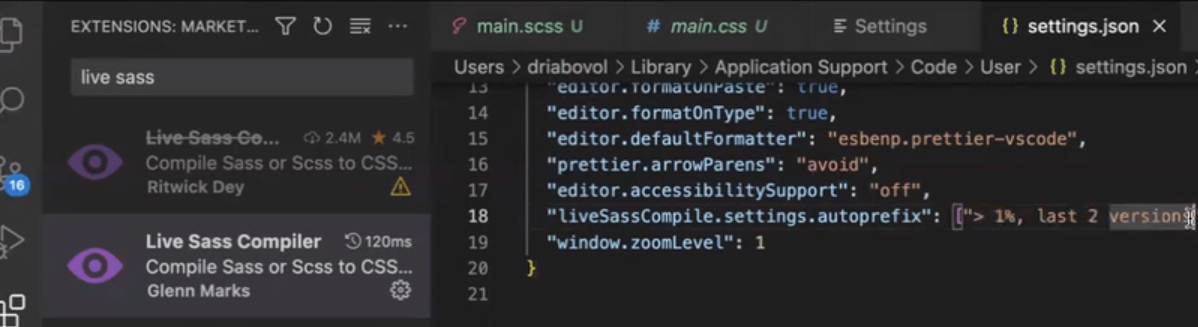 EXTENSIONS: MARKET...
live sass
Live Sass Co... 2.4M 4.5
Compile Sass or Scss to CSS...
Ritwick Dey
16
Live Sass Compiler 120ms
Compile Sass or Scss to CSS...
Glenn Marks
main.scss U
main.css U
Settings
{} settings.json
Users > driabovol > Library > Application Support > Code > User > {} settings.json
13 "editor.formatOnPaste": true,
14 "editor.formatOnType": true,
15 "editor.defaultFormatter": "esbenp.prettier-vscode",
16 "prettier.arrowParens": "avoid",
17 "editor.accessibilitySupport": "off",
18 "liveSassCompile.settings.autoprefix": ["> 1%, last 2 versions
19 "window.zoomLevel": 1
20 }
21